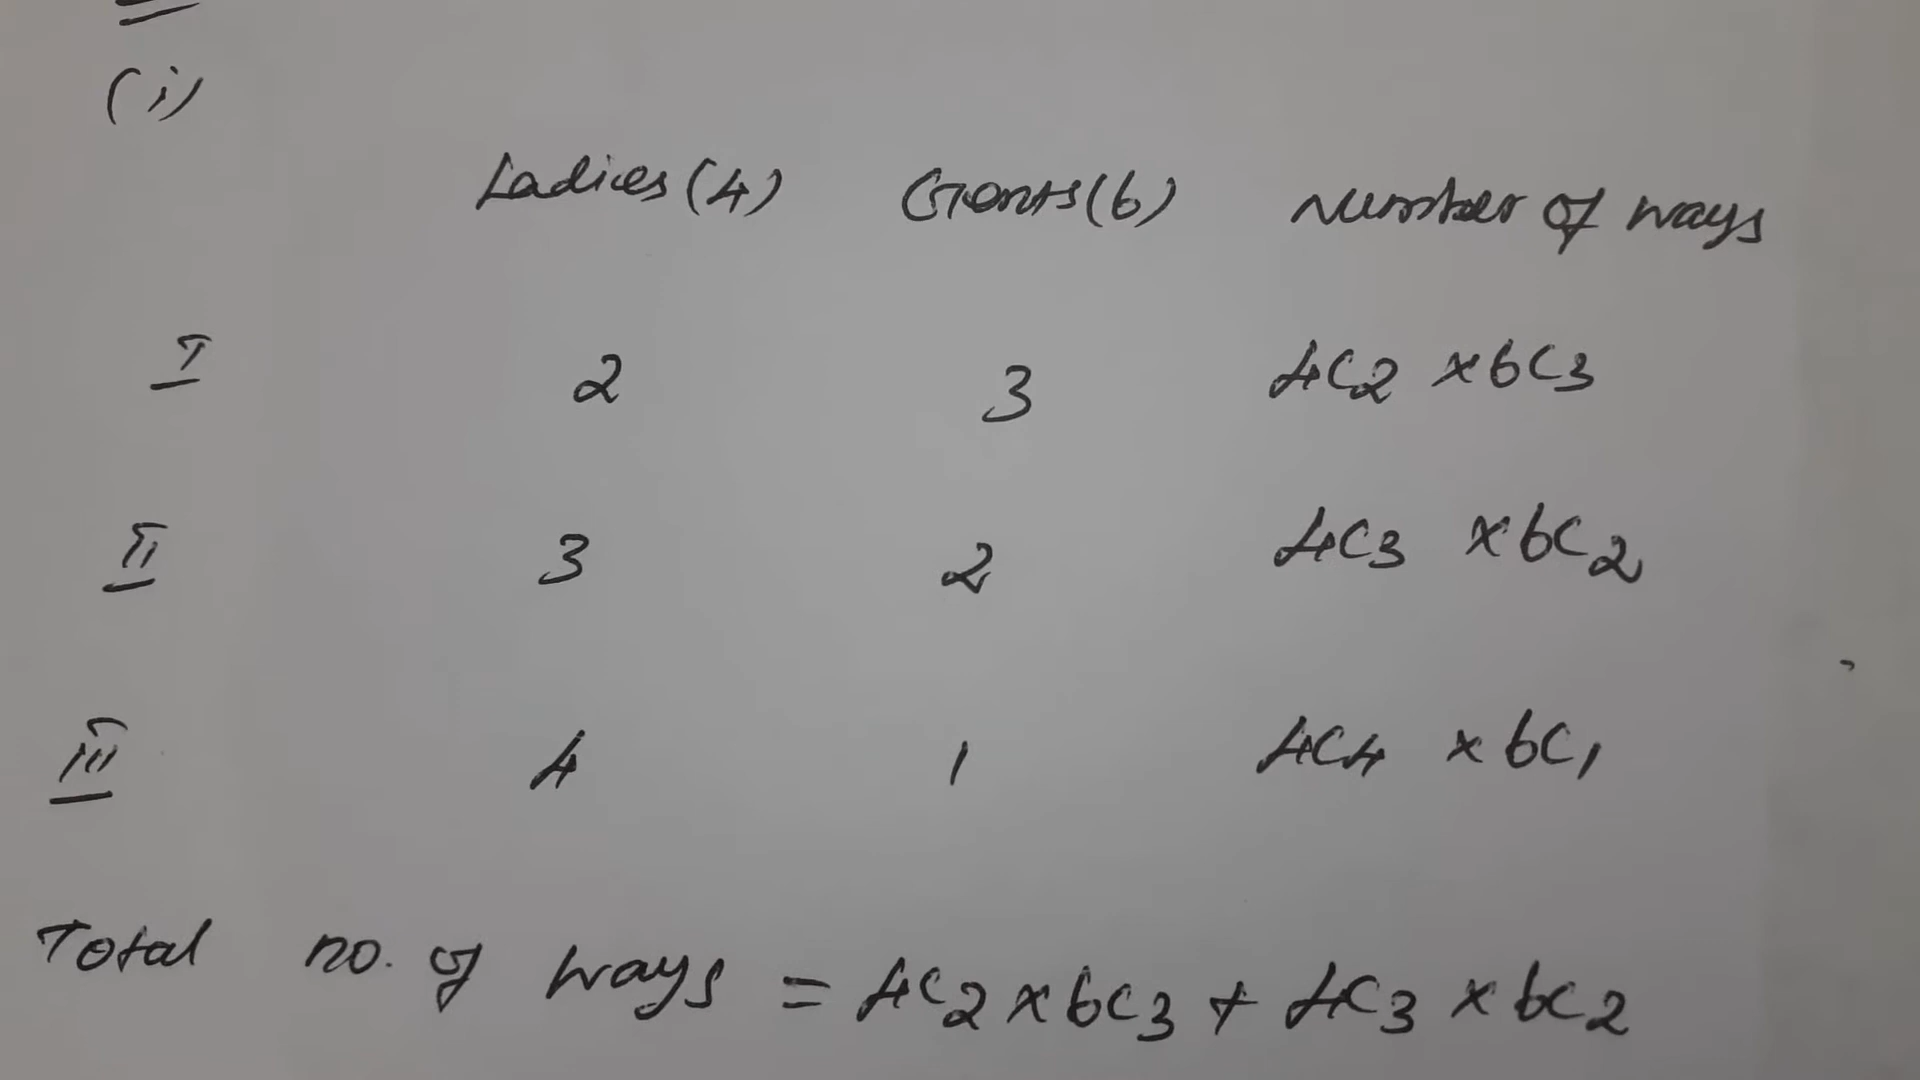 (i)
Ladies (4) Gents (6) Number of ways
I 2 3 4C2 × 6C3
II 3 2 4C3 × 6C2
III 4 1 4C4 × 6C1
Total no. of ways = 4C2 × 6C3 + 4C3 × 6C2